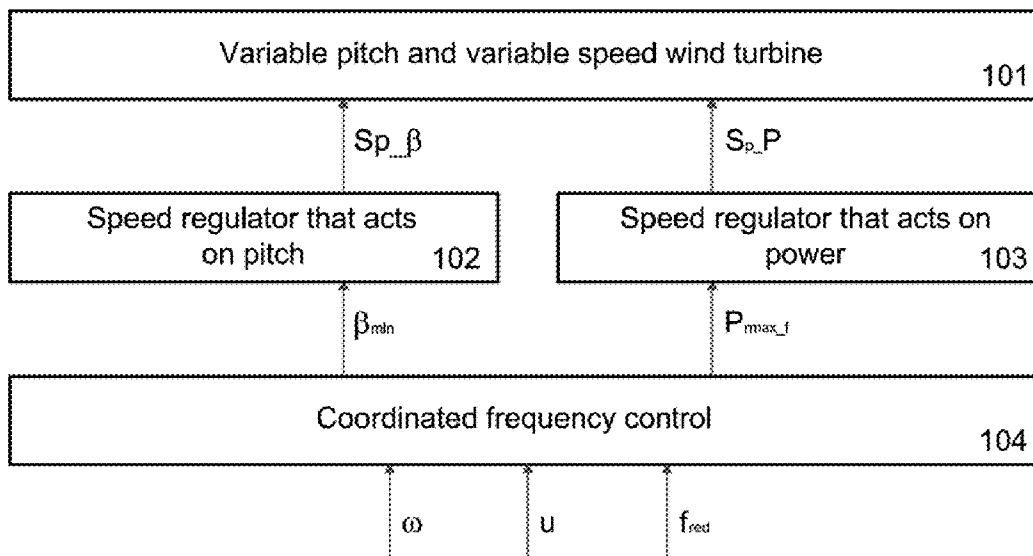 Variable pitch and variable speed wind turbine
101
Sp_β
Sp_P
Speed regulator that acts
on pitch
102
Speed regulator that acts on
power
103
βmin
Prmax_f
Coordinated frequency control
104
ω
u
fred